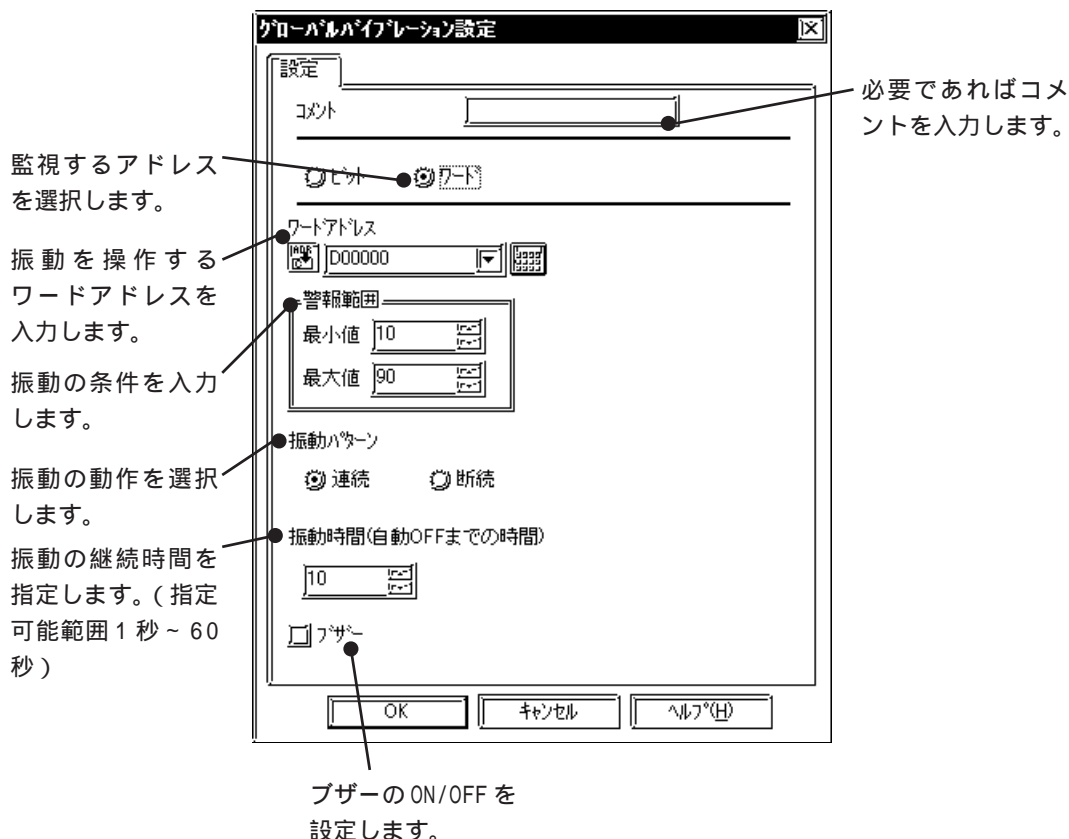 ｸﾞﾛｰﾊﾞﾙﾊﾞｲﾌﾞﾚｰｼｮﾝ設定
設定
ｺﾒﾝﾄ
必要であればコメ
ントを入力します。
監視するアドレス
を選択します。
ﾋﾞｯﾄ
ﾜｰﾄﾞ
振動を操作する
ワードアドレスを
入力します。
ﾜｰﾄﾞｱﾄﾞﾚｽ
D00000
警報範囲
最小値 10
最大値 90
振動の条件を入力
します。
振動ﾊﾟﾀｰﾝ
連続
断続
振動の動作を選択
します。
振動時間(自動OFFまでの時間)
10
振動の継続時間を
指定します。(指定
可能範囲1秒~60
秒)
ﾌﾞｻﾞｰ
OK
ｷｬﾝｾﾙ
ﾍﾙﾌﾟ(H)
ブザーのON/OFFを
設定します。